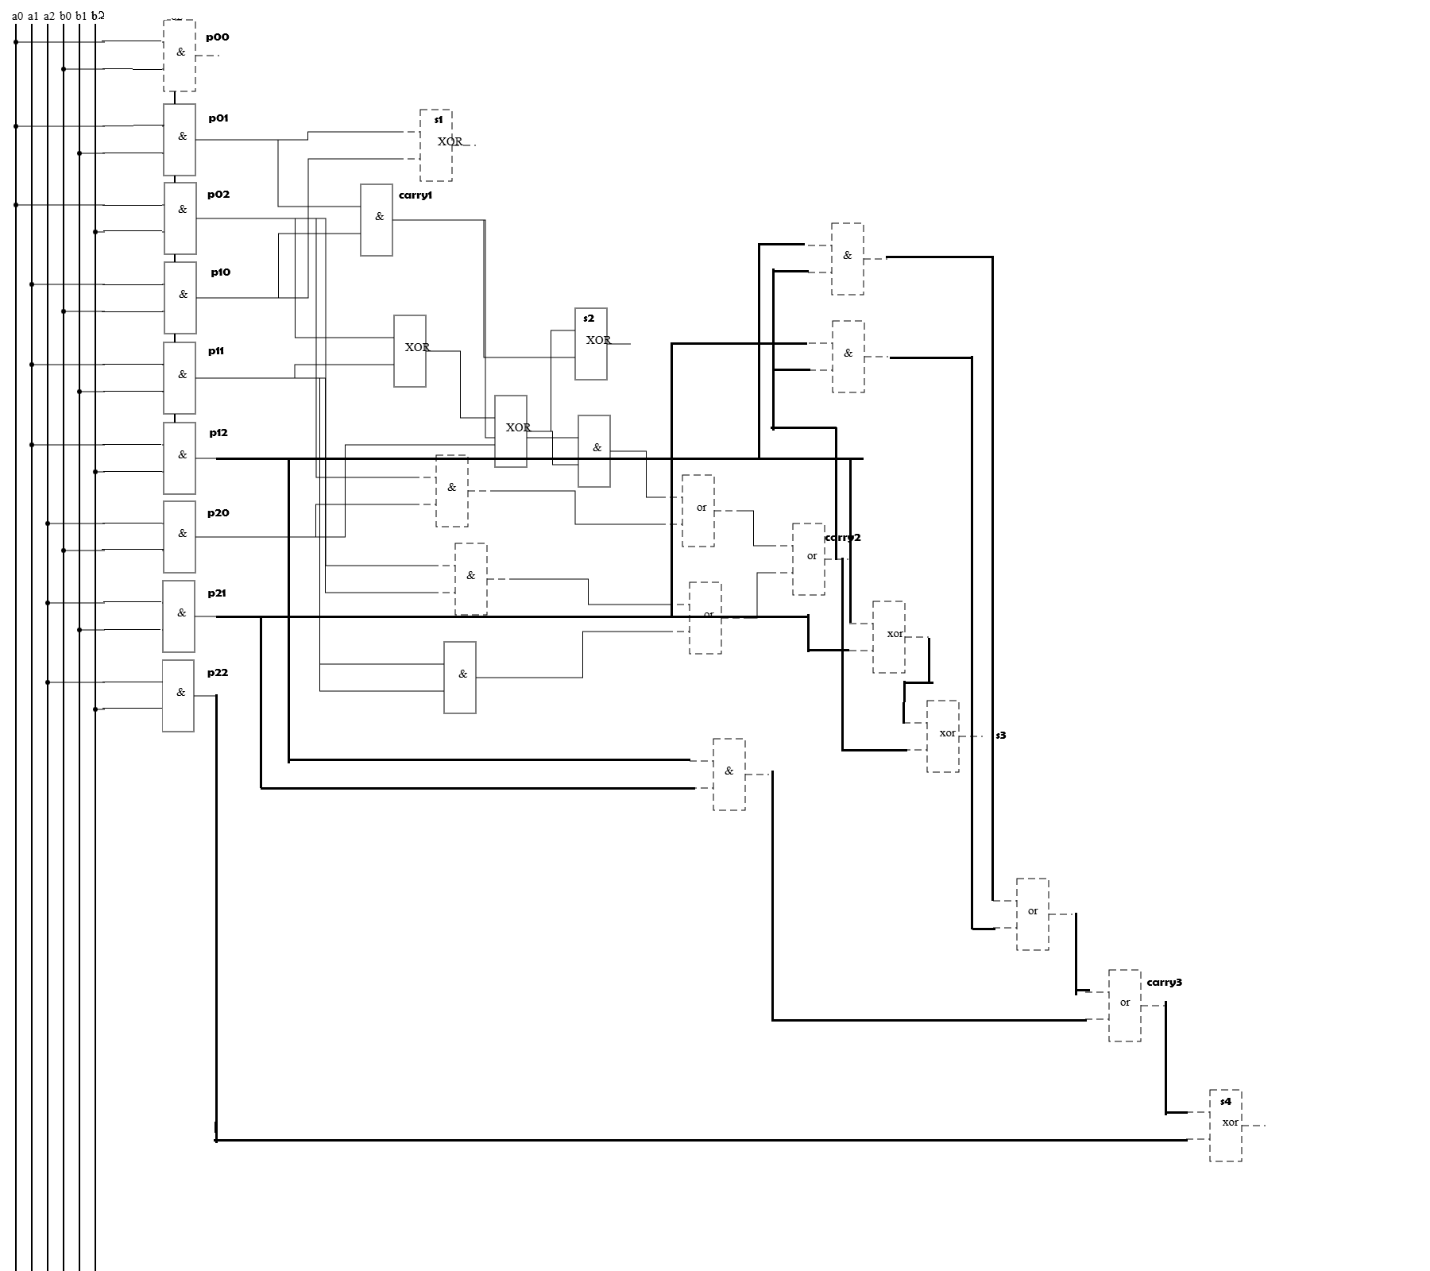 a0 a1 a2 b0 b1 b2
& p00
& p01
s1
XOR
& p02
& carry1
& p10
&
s2
XOR
XOR
& p11
&
& p12
XOR
&
&
or
& p20
carry2
or
&
& p21
or
xor
& p22
&
xor s3
&
or
carry3
or
s4
xor